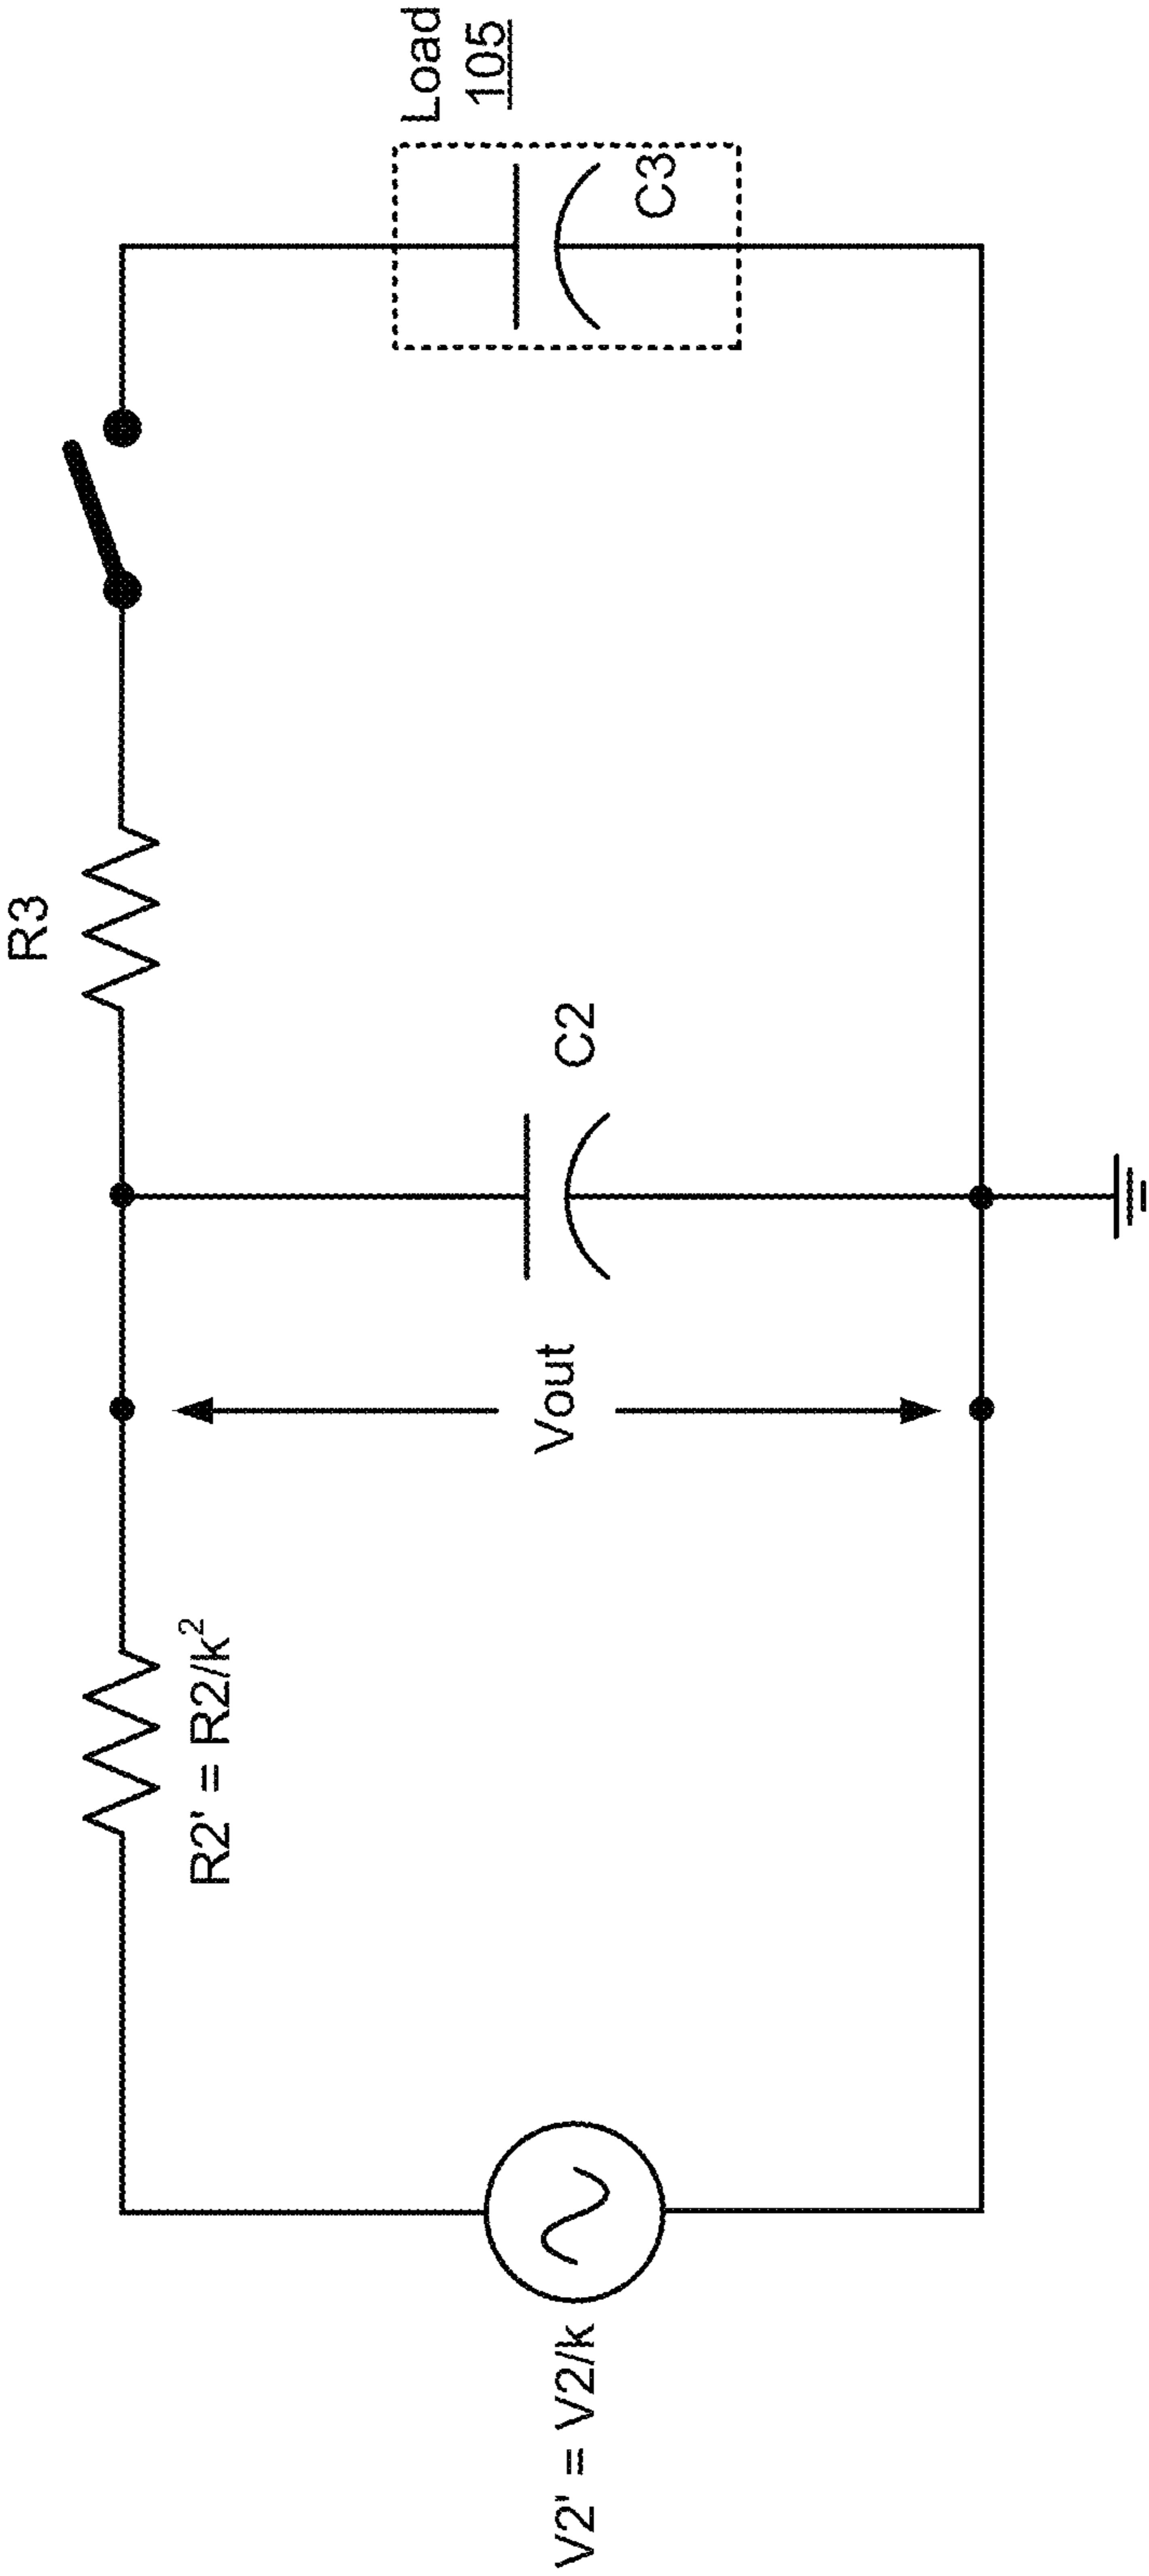 V2' = V2/k
R2' = R2/k²
Vout
C2
R3
C3
Load
105